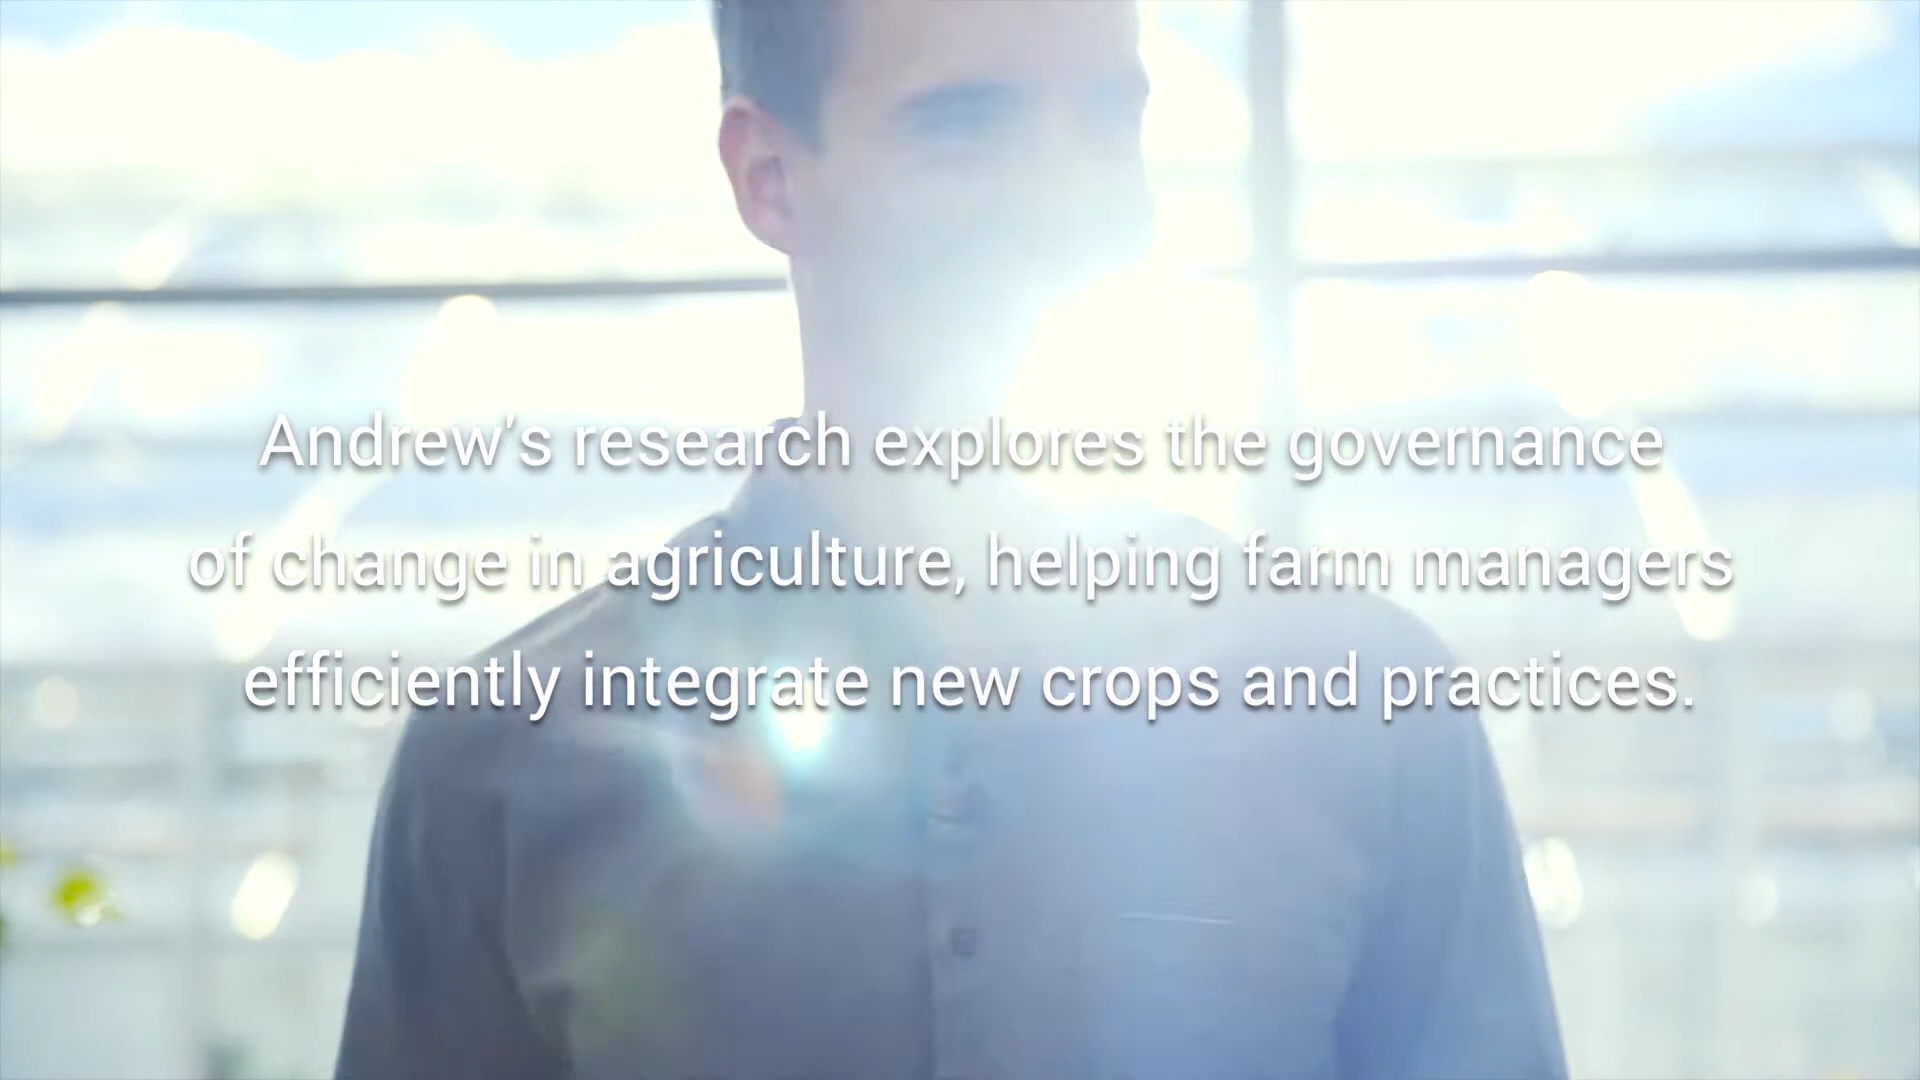 Andrew's research explores the governance
of change in agriculture, helping farm managers
efficiently integrate new crops and practices.